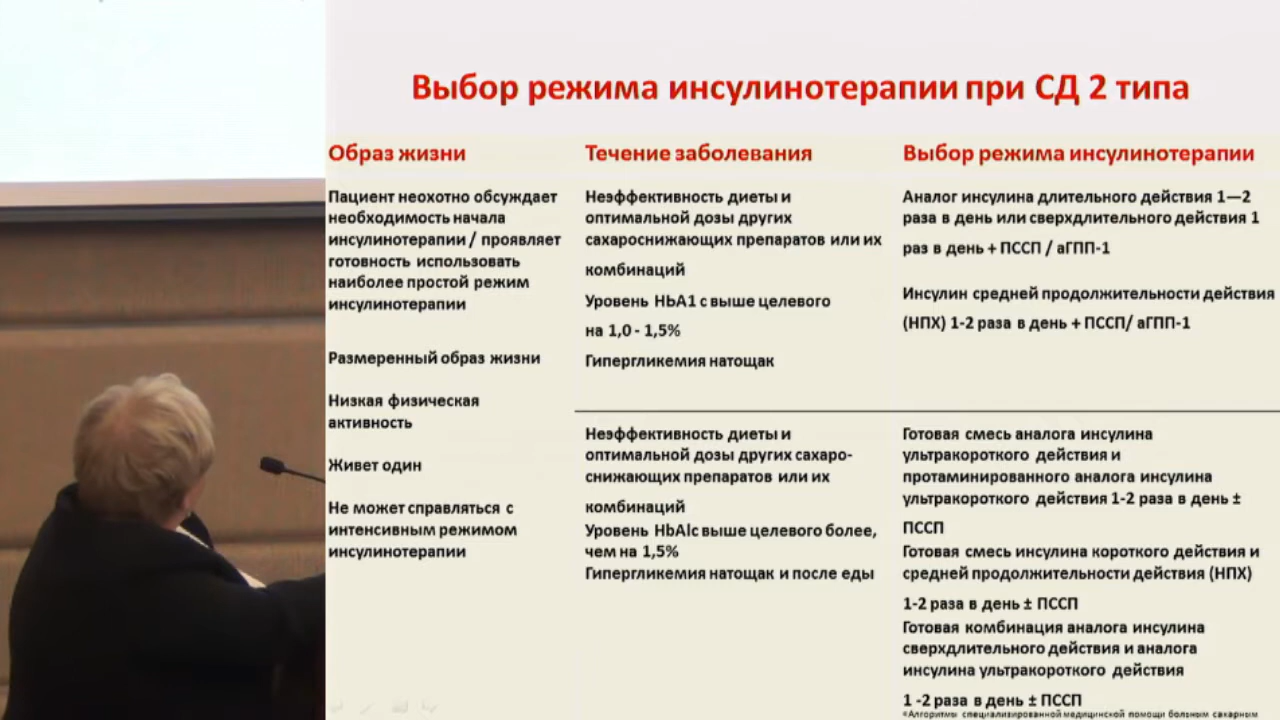 Выбор режима инсулинотерапии при СД 2 типа
Образ жизни
Пациент неохотно обсуждает
необходимость начала
инсулинотерапии / проявляет
готовность использовать
наиболее простой режим
инсулинотерапии
Размеренный образ жизни
Низкая физическая
активность
Живет один
Не может справляться с
интенсивным режимом
инсулинотерапии
Течение заболевания
Неэффективность диеты и
оптимальной дозы других
сахароснижающих препаратов или их
комбинаций
Уровень HbA1 с выше целевого
на 1,0 - 1,5%
Гипергликемия натощак
Неэффективность диеты и
оптимальной дозы других сахаро-
снижающих препаратов или их
комбинаций
Уровень HbAlc выше целевого более,
чем на 1,5%
Гипергликемия натощак и после еды
Выбор режима инсулинотерапии
Аналог инсулина длительного действия 1—2
раза в день или сверхдлительного действия 1
раз в день + ПССП / аГПП-1
Инсулин средней продолжительности действия
(НПХ) 1-2 раза в день + ПССП/ аГПП-1
Готовая смесь аналога инсулина
ультракороткого действия и
протаминированного аналога инсулина
ультракороткого действия 1-2 раза в день ±
ПССП
Готовая смесь инсулина короткого действия и
средней продолжительности действия (НПХ)
1-2 раза в день ± ПССП
Готовая комбинация аналога инсулина
сверхдлительного действия и аналога
инсулина ультракороткого действия
1 -2 раза в день ± ПССП
«Алгоритмы специализированной медицинской помощи больным сахарным